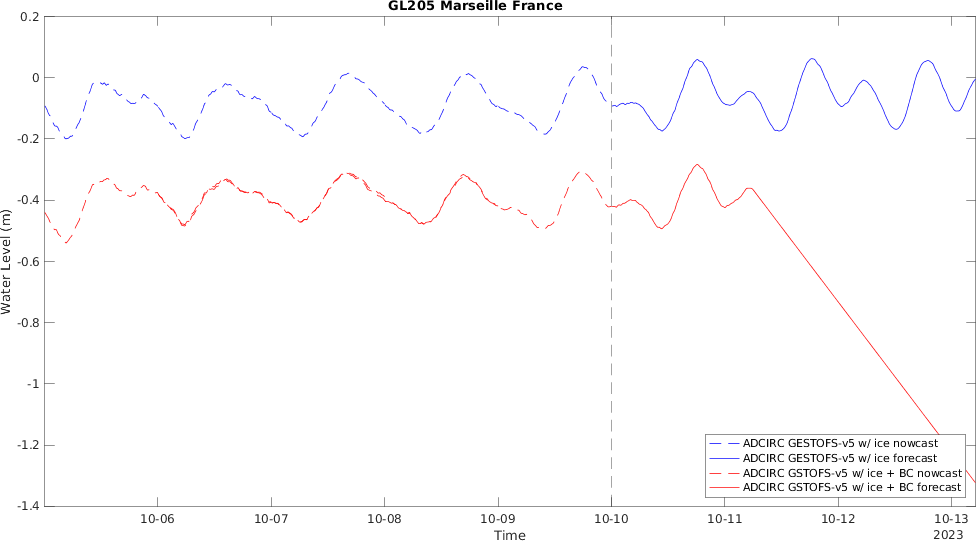 GL205 Marseille France
0.2
0
-0.2
-0.4
-0.6
-0.8
-1
-1.2
-1.4
Water Level (m)
10-06
10-07
10-08
10-09
10-10
10-11
10-12
10-13
2023
Time
ADCIRC GESTOFS-v5 w/ ice nowcast
ADCIRC GESTOFS-v5 w/ ice forecast
ADCIRC GSTOFS-v5 w/ ice + BC nowcast
ADCIRC GSTOFS-v5 w/ ice + BC forecast